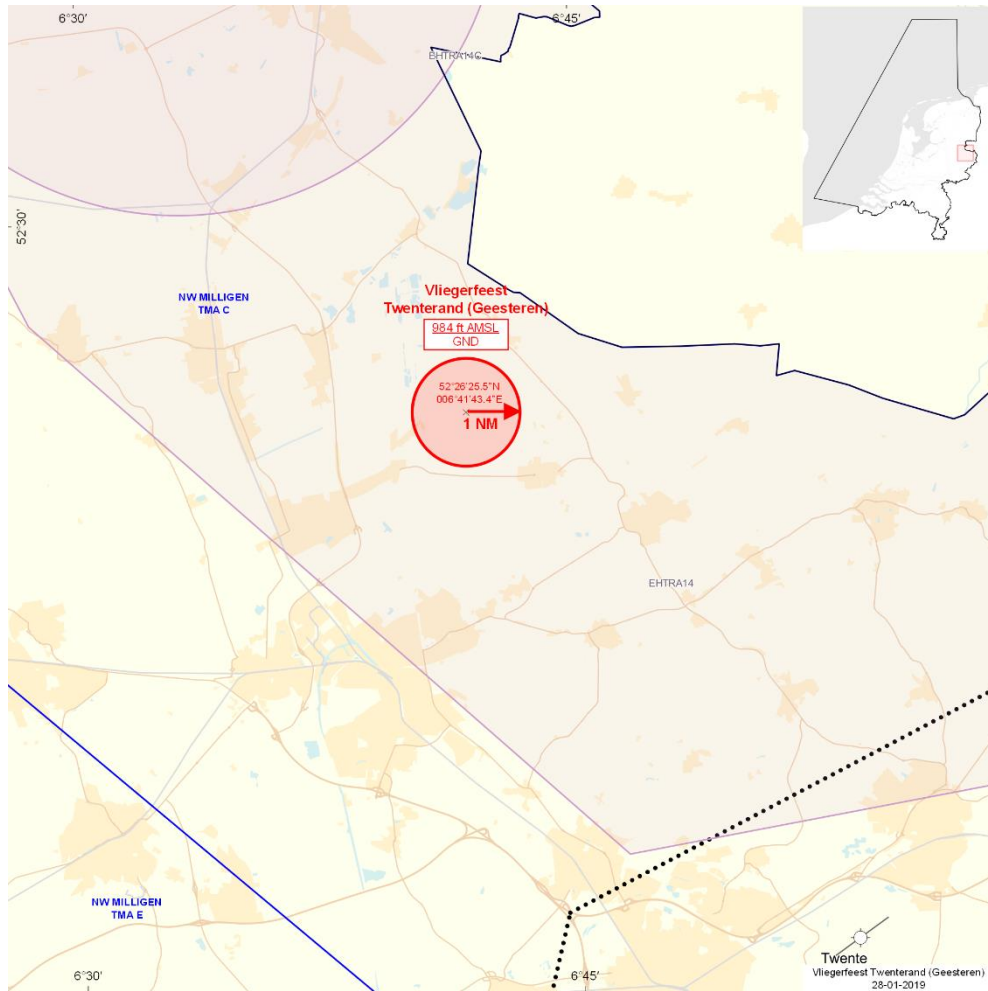 6°30'
6°45'
EHTRA14C
52°30'
NW MILLIGEN
TMA C
Vliegerfeest
Twenterand (Geesteren)
984 ft AMSL
GND
52°26'25.5"N
006°41'43.4"E
1 NM
EHTRA14
NW MILLIGEN
TMA E
Twente
Vliegerfeest Twenterand (Geesteren)
28-01-2019
6°30'
6°45'